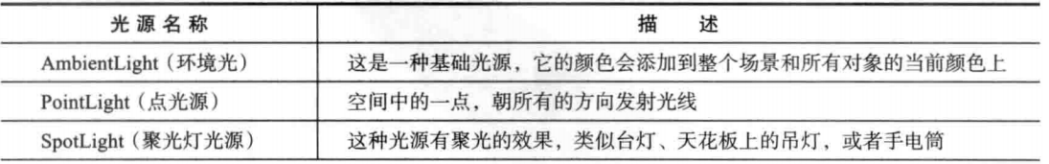 光源名称 描 述
AmbientLight（环境光） 这是一种基础光源，它的颜色会添加到整个场景和所有对象的当前颜色上
PointLight（点光源） 空间中的一点，朝所有的方向发射光线
SpotLight（聚光灯光源） 这种光源有聚光的效果，类似台灯、天花板上的吊灯，或者手电筒